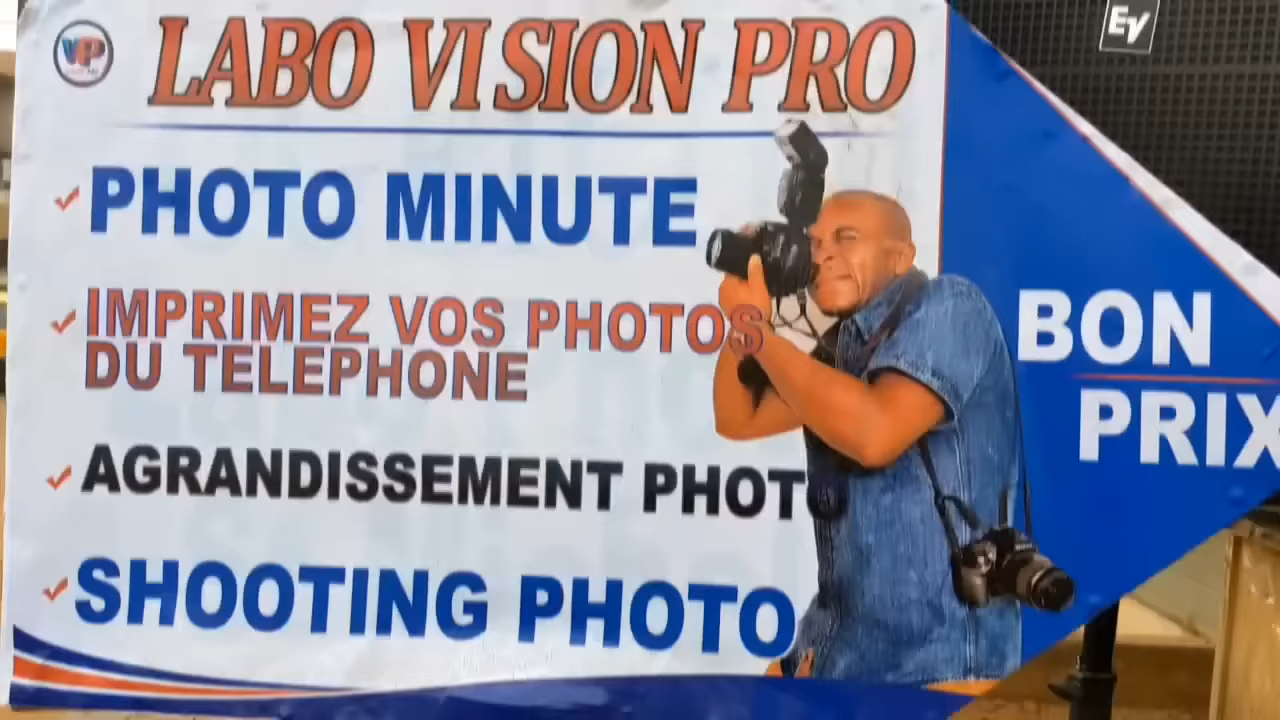 VP
LABO VISION PRO
PHOTO MINUTE
IMPRIMEZ VOS PHOTOS
DU TELEPHONE
AGRANDISSEMENT PHOTO
SHOOTING PHOTO
BON
PRIX
EV